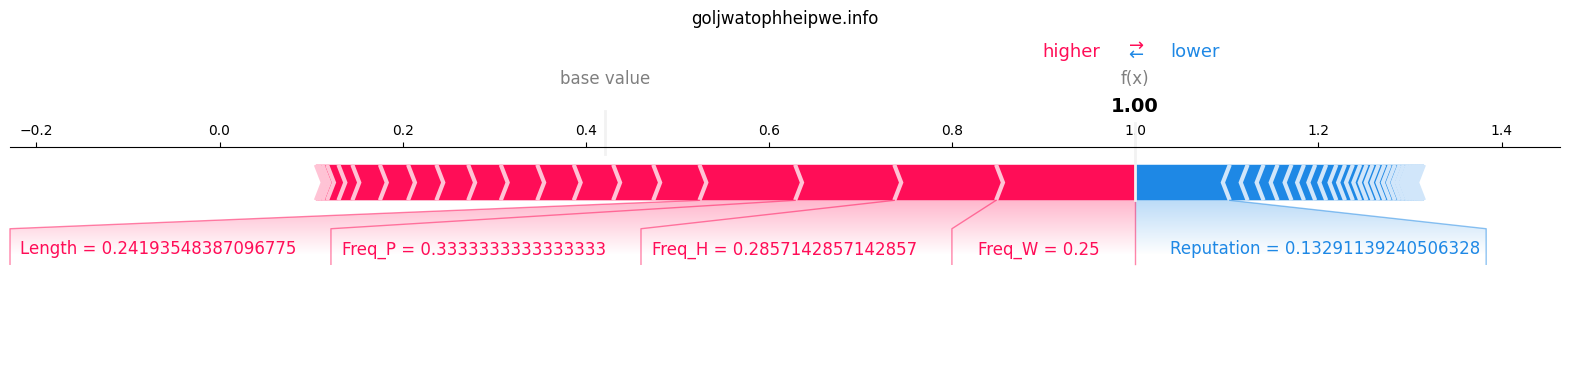 goljwatophheipwe.info
higher → lower
←
base value f(x)
1.00
−0.2 0.0 0.2 0.4 0.6 0.8 1.0 1.2 1.4
Length = 0.24193548387096775 Freq_P = 0.3333333333333333 Freq_H = 0.2857142857142857 Freq_W = 0.25 Reputation = 0.13291139240506328